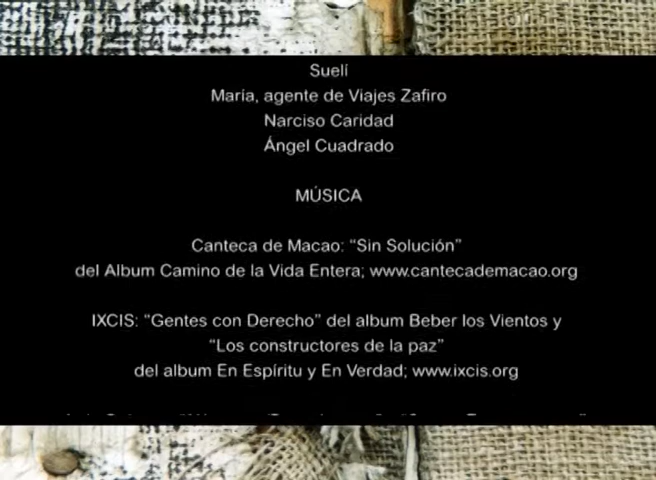 Suelí
María, agente de Viajes Zafiro
Narciso Caridad
Ángel Cuadrado
MÚSICA
Canteca de Macao: “Sin Solución”
del Album Camino de la Vida Entera; www.cantecademacao.org
IXCIS: “Gentes con Derecho” del album Beber los Vientos y
“Los constructores de la paz”
del album En Espíritu y En Verdad; www.ixcis.org